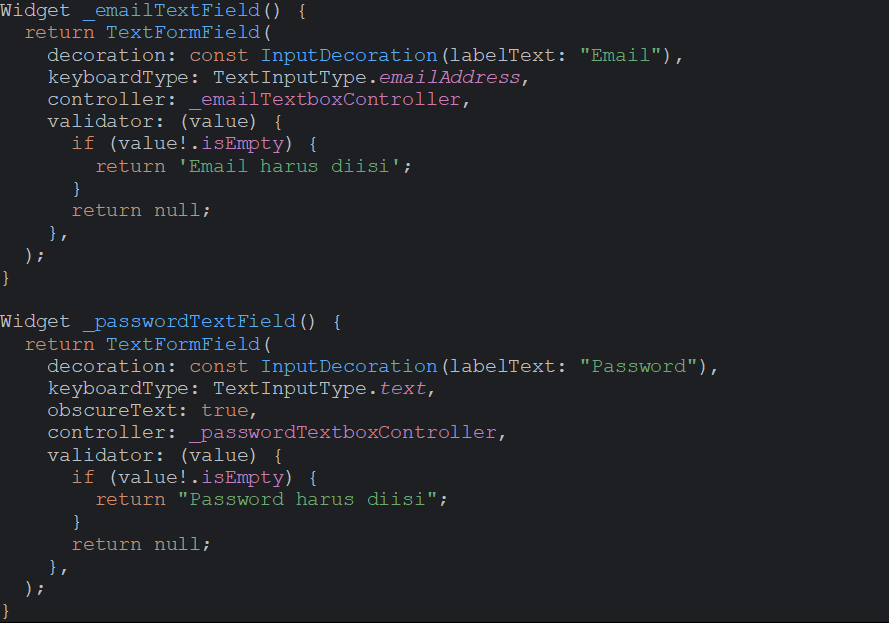 Widget _emailTextField() {
  return TextFormField(
    decoration: const InputDecoration(labelText: "Email"),
    keyboardType: TextInputType.emailAddress,
    controller: _emailTextboxController,
    validator: (value) {
      if (value!.isEmpty) {
        return 'Email harus diisi';
      }
      return null;
    },
  );
}

Widget _passwordTextField() {
  return TextFormField(
    decoration: const InputDecoration(labelText: "Password"),
    keyboardType: TextInputType.text,
    obscureText: true,
    controller: _passwordTextboxController,
    validator: (value) {
      if (value!.isEmpty) {
        return "Password harus diisi";
      }
      return null;
    },
  );
}